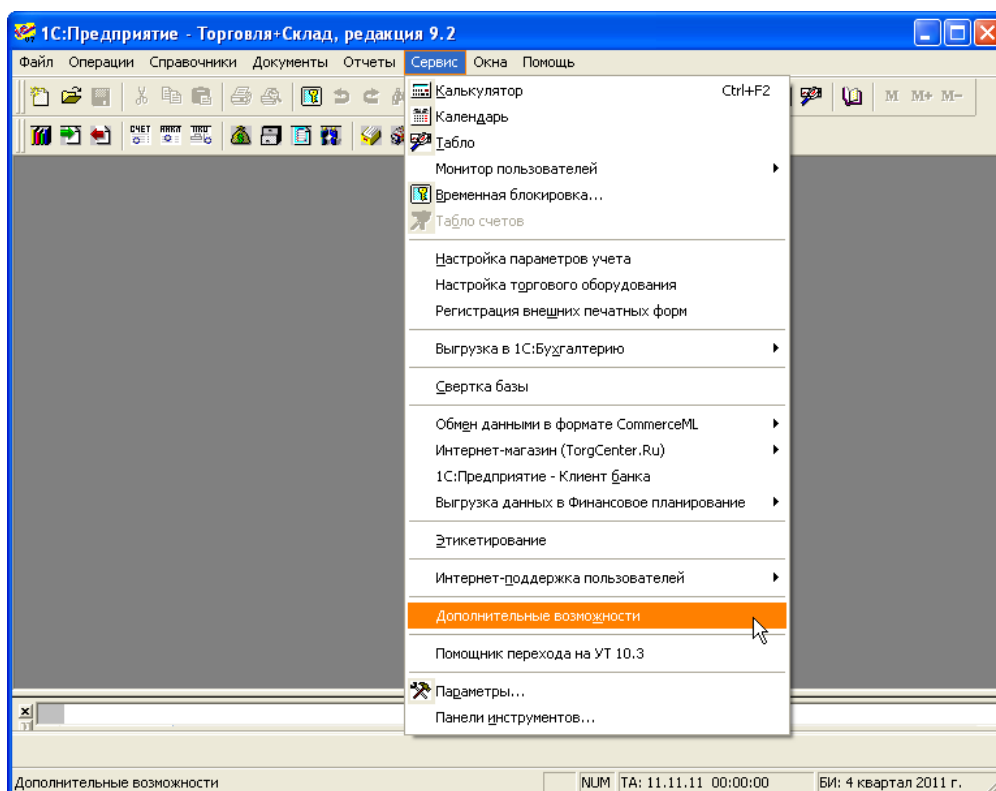 1С:Предприятие - Торговля+Склад, редакция 9.2
Файл Операции Справочники Документы Отчеты Сервис Окна Помощь
M M+ M-
Калькулятор Ctrl+F2
Календарь
Табло
Монитор пользователей
Временная блокировка...
Табло счетов
Настройка параметров учета
Настройка торгового оборудования
Регистрация внешних печатных форм
Выгрузка в 1С:Бухгалтерию
Свертка базы
Обмен данными в формате CommerceML
Интернет-магазин (TorgCenter.Ru)
1С:Предприятие - Клиент банка
Выгрузка данных в Финансовое планирование
Этикетирование
Интернет-поддержка пользователей
Дополнительные возможности
Помощник перехода на УТ 10.3
Параметры...
Панели инструментов...
Дополнительные возможности NUM ТА: 11.11.11 00:00:00 БИ: 4 квартал 2011 г.